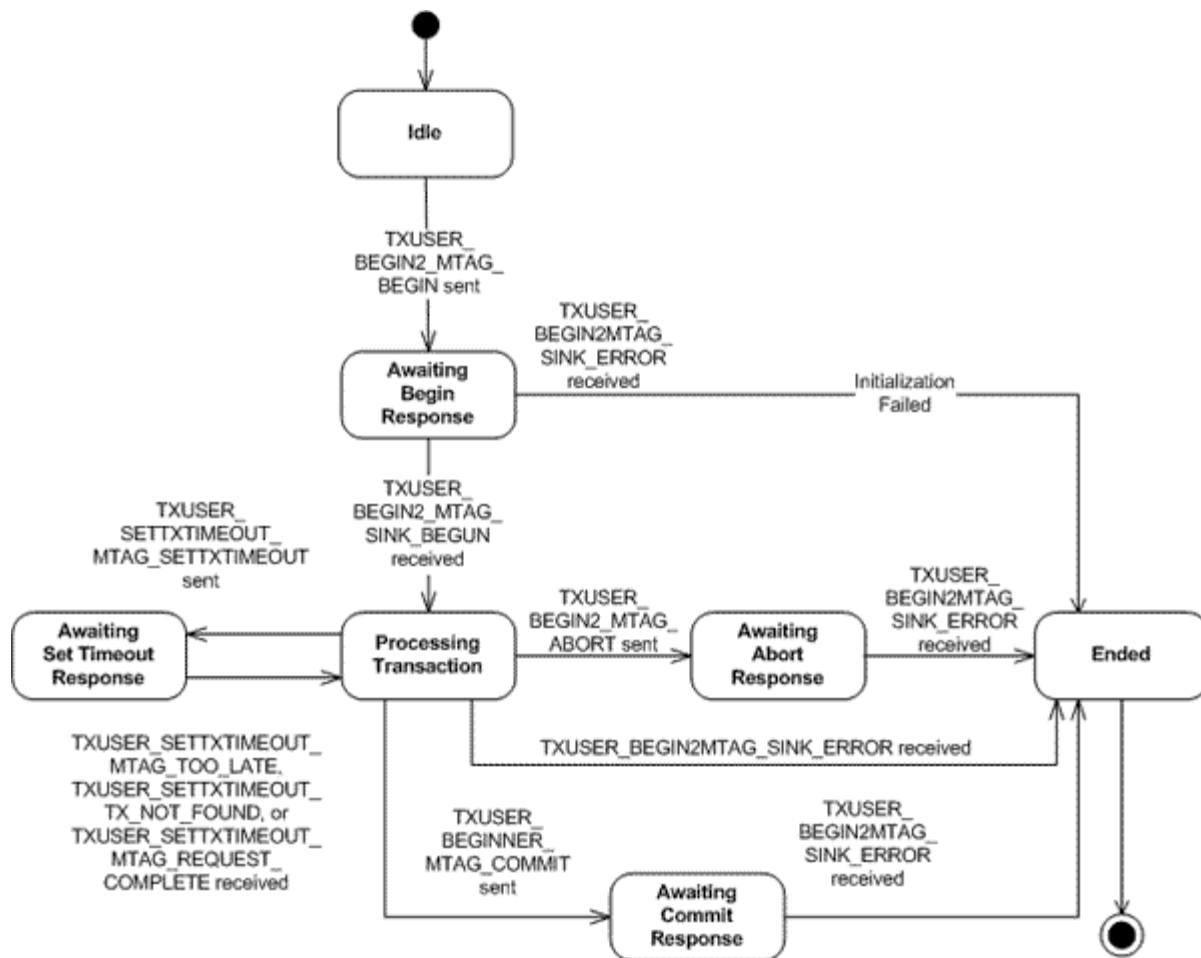 Idle
TXUSER_
BEGIN2_MTAG_
BEGIN sent
TXUSER_
BEGIN2MTAG_
SINK_ERROR
received
Awaiting
Begin
Response
Initialization
Failed
TXUSER_
BEGIN2_MTAG_
SINK_BEGUN
received
TXUSER_
SETTXTIMEOUT_
MTAG_SETTXTIMEOUT
sent
Awaiting
Set Timeout
Response
Processing
Transaction
TXUSER_
BEGIN2_MTAG_
ABORT sent
Awaiting
Abort
Response
TXUSER_
BEGIN2MTAG_
SINK_ERROR
received
Ended
TXUSER_SETTXTIMEOUT_
MTAG_TOO_LATE,
TXUSER_SETTXTIMEOUT_
TX_NOT_FOUND, or
TXUSER_SETTXTIMEOUT_
MTAG_REQUEST_
COMPLETE received
TXUSER_BEGIN2MTAG_SINK_ERROR received
TXUSER_
BEGINNER_
MTAG_COMMIT
sent
TXUSER_
BEGIN2MTAG_
SINK_ERROR
received
Awaiting
Commit
Response